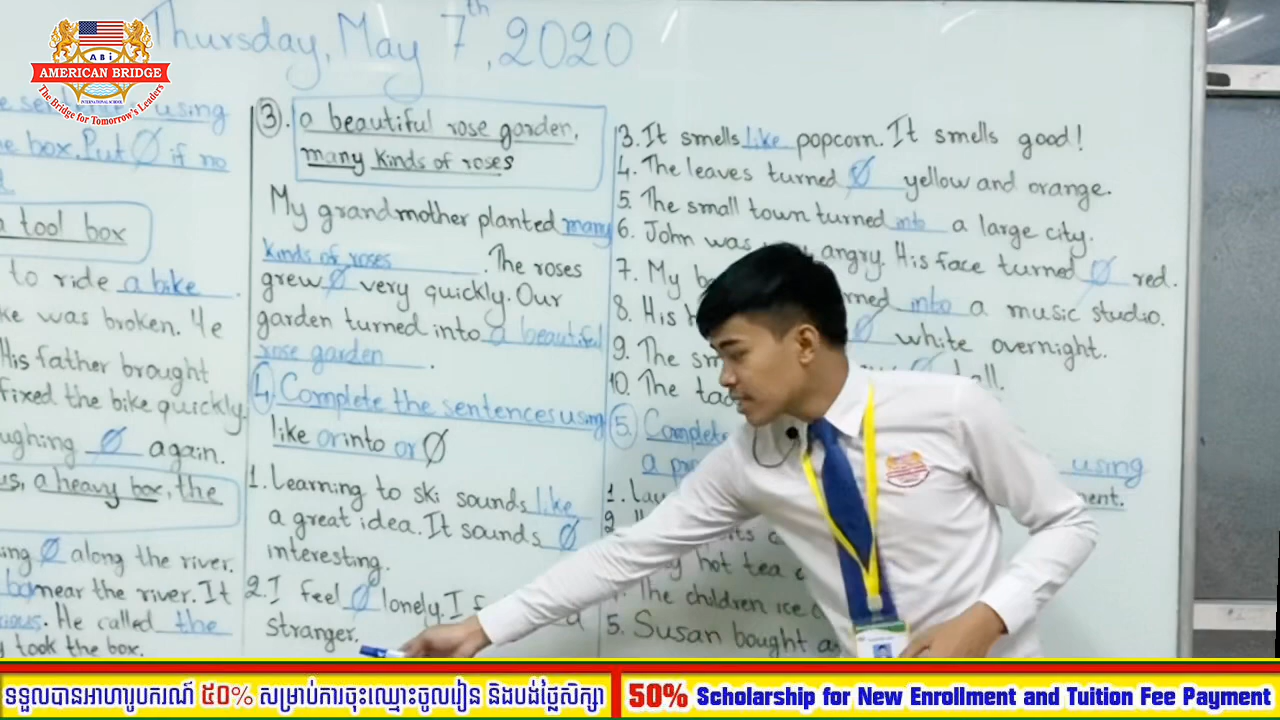 ABi
AMERICAN BRIDGE
INTERNATIONAL SCHOOL
The Bridge for Tomorrow's Leaders
Thursday, May 7th, 2020
using
the box. Put Ø if no
a tool box
to ride a bike.
was broken. He
His father brought
fixed the bike quickly.
Ø again.
a heavy box, the
Ø along the river.
near the river. It
He called the
took the box.
3. a beautiful rose garden,
many kinds of roses
My grandmother planted many
kinds of roses. The roses
grew Ø very quickly. Our
garden turned into a beautiful
rose garden.
4. Complete the sentences using
like or into or Ø
1. Learning to ski sounds like
a great idea. It sounds Ø
interesting.
2. I feel Ø lonely. I
a
stranger.
3. It smells like popcorn. It smells good!
4. The leaves turned Ø yellow and orange.
5. The small town turned into a large city.
6. John was angry. His face turned Ø red.
7. My into a music studio.
8. His Ø white overnight.
9. The Ø tall.
10. The
5. Complete
a using
1.
2.
hot tea
The children ice
5. Susan bought
ទទួលបានអាហារូបករណ៍ ៥០% សម្រាប់ការចុះឈ្មោះចូលរៀន និងបង់ថ្លៃសិក្សា
50% Scholarship for New Enrollment and Tuition Fee Payment